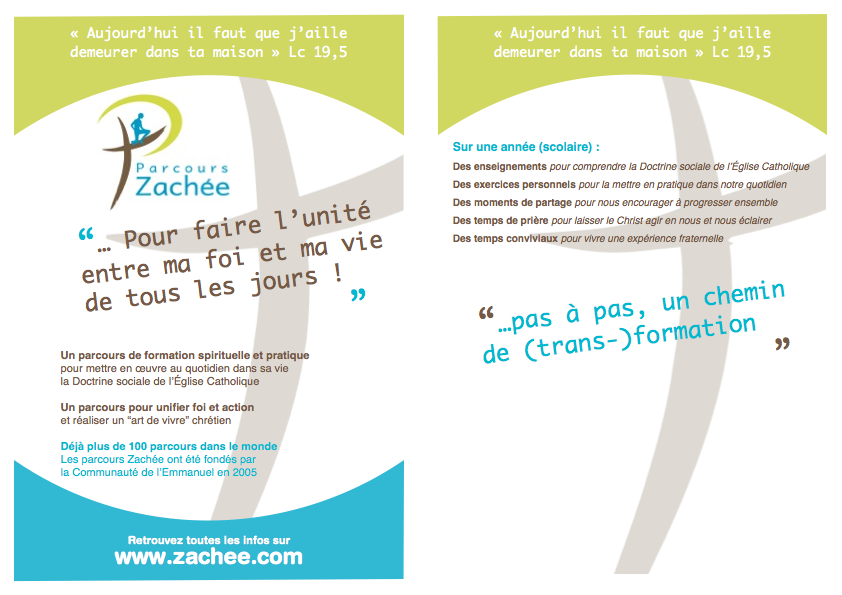 « Aujourd’hui il faut que j’aille
demeurer dans ta maison » Lc 19,5
Parcours
Zachée
“… Pour faire l’unité
entre ma foi et ma vie
de tous les jours !
”
Un parcours de formation spirituelle et pratique
pour mettre en œuvre au quotidien dans sa vie
la Doctrine sociale de l’Église Catholique
Un parcours pour unifier foi et action
et réaliser un “art de vivre” chrétien
Déjà plus de 100 parcours dans le monde
Les parcours Zachée ont été fondés par
la Communauté de l’Emmanuel en 2005
Retrouvez toutes les infos sur
www.zachee.com
« Aujourd’hui il faut que j’aille
demeurer dans ta maison » Lc 19,5
Sur une année (scolaire) :
Des enseignements pour comprendre la Doctrine sociale de l’Église Catholique
Des exercices personnels pour la mettre en pratique dans notre quotidien
Des moments de partage pour nous encourager à progresser ensemble
Des temps de prière pour laisser le Christ agir en nous et nous éclairer
Des temps conviviaux pour vivre une expérience fraternelle
“…pas à pas, un chemin
de (trans-)formation ”